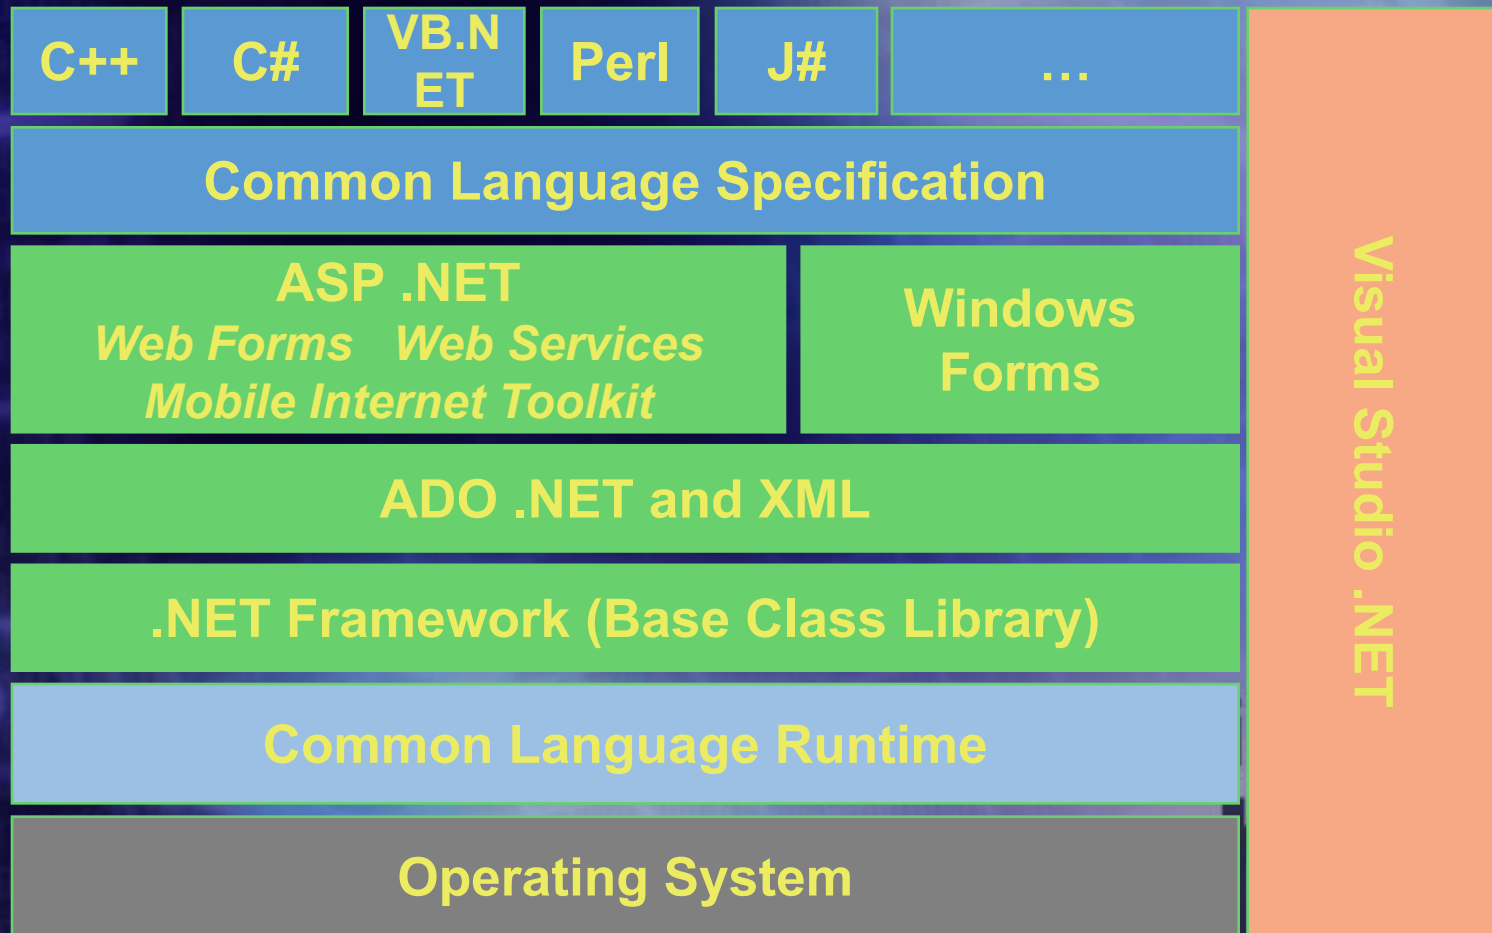 C++
C#
VB.N
ET
Perl
J#
...
Common Language Specification
ASP .NET
Web Forms Web Services
Mobile Internet Toolkit
Windows
Forms
ADO .NET and XML
.NET Framework (Base Class Library)
Common Language Runtime
Operating System
Visual Studio .NET